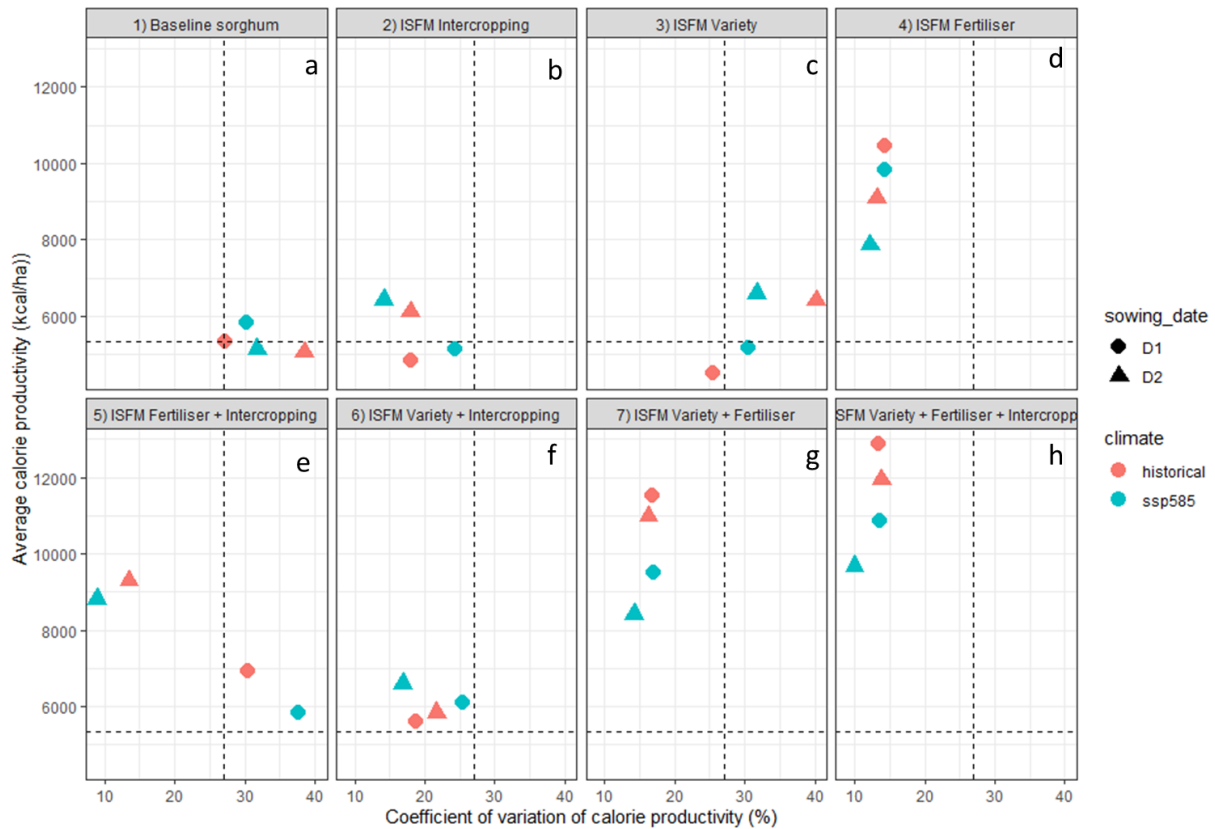 1) Baseline sorghum
2) ISFM Intercropping
3) ISFM Variety
4) ISFM Fertiliser
a
b
c
d
12000
10000
8000
6000
5) ISFM Fertiliser + Intercropping
6) ISFM Variety + Intercropping
7) ISFM Variety + Fertiliser
SFM Variety + Fertiliser + Intercropp
e
f
g
h
12000
10000
8000
6000
10 20 30 40
10 20 30 40
10 20 30 40
10 20 30 40
Coefficient of variation of calorie productivity (%)
Average calorie productivity (kcal/ha))
sowing_date
D1
D2
climate
historical
ssp585